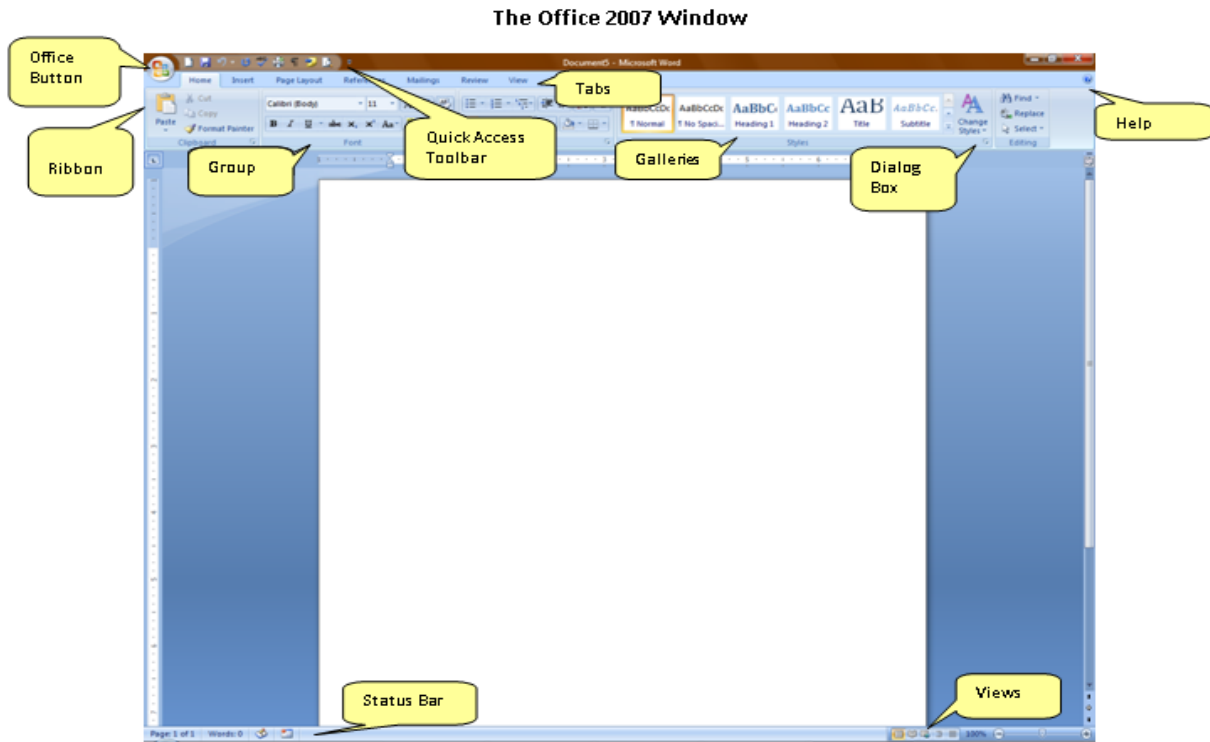 The Office 2007 Window
Office
Button
Document5 - Microsoft Word
Home Insert Page Layout Mailings Review View
Tabs
Help
Ribbon
Paste
Cut
Copy
Format Painter
Clipboard
Calibri (Body) 11
B I U abe x, x² Aa
Font
Group
Quick Access
Toolbar
AaBbCcDc AaBbCcDc AaBbC AaBbCc AaB AaBbCc.
¶ Normal ¶ No Spaci... Heading 1 Heading 2 Title Subtitle
Change
Styles
Styles
Galleries
Dialog
Box
Find
Replace
Select
Editing
Status Bar
Views
Page: 1 of 1 Words: 0 100%